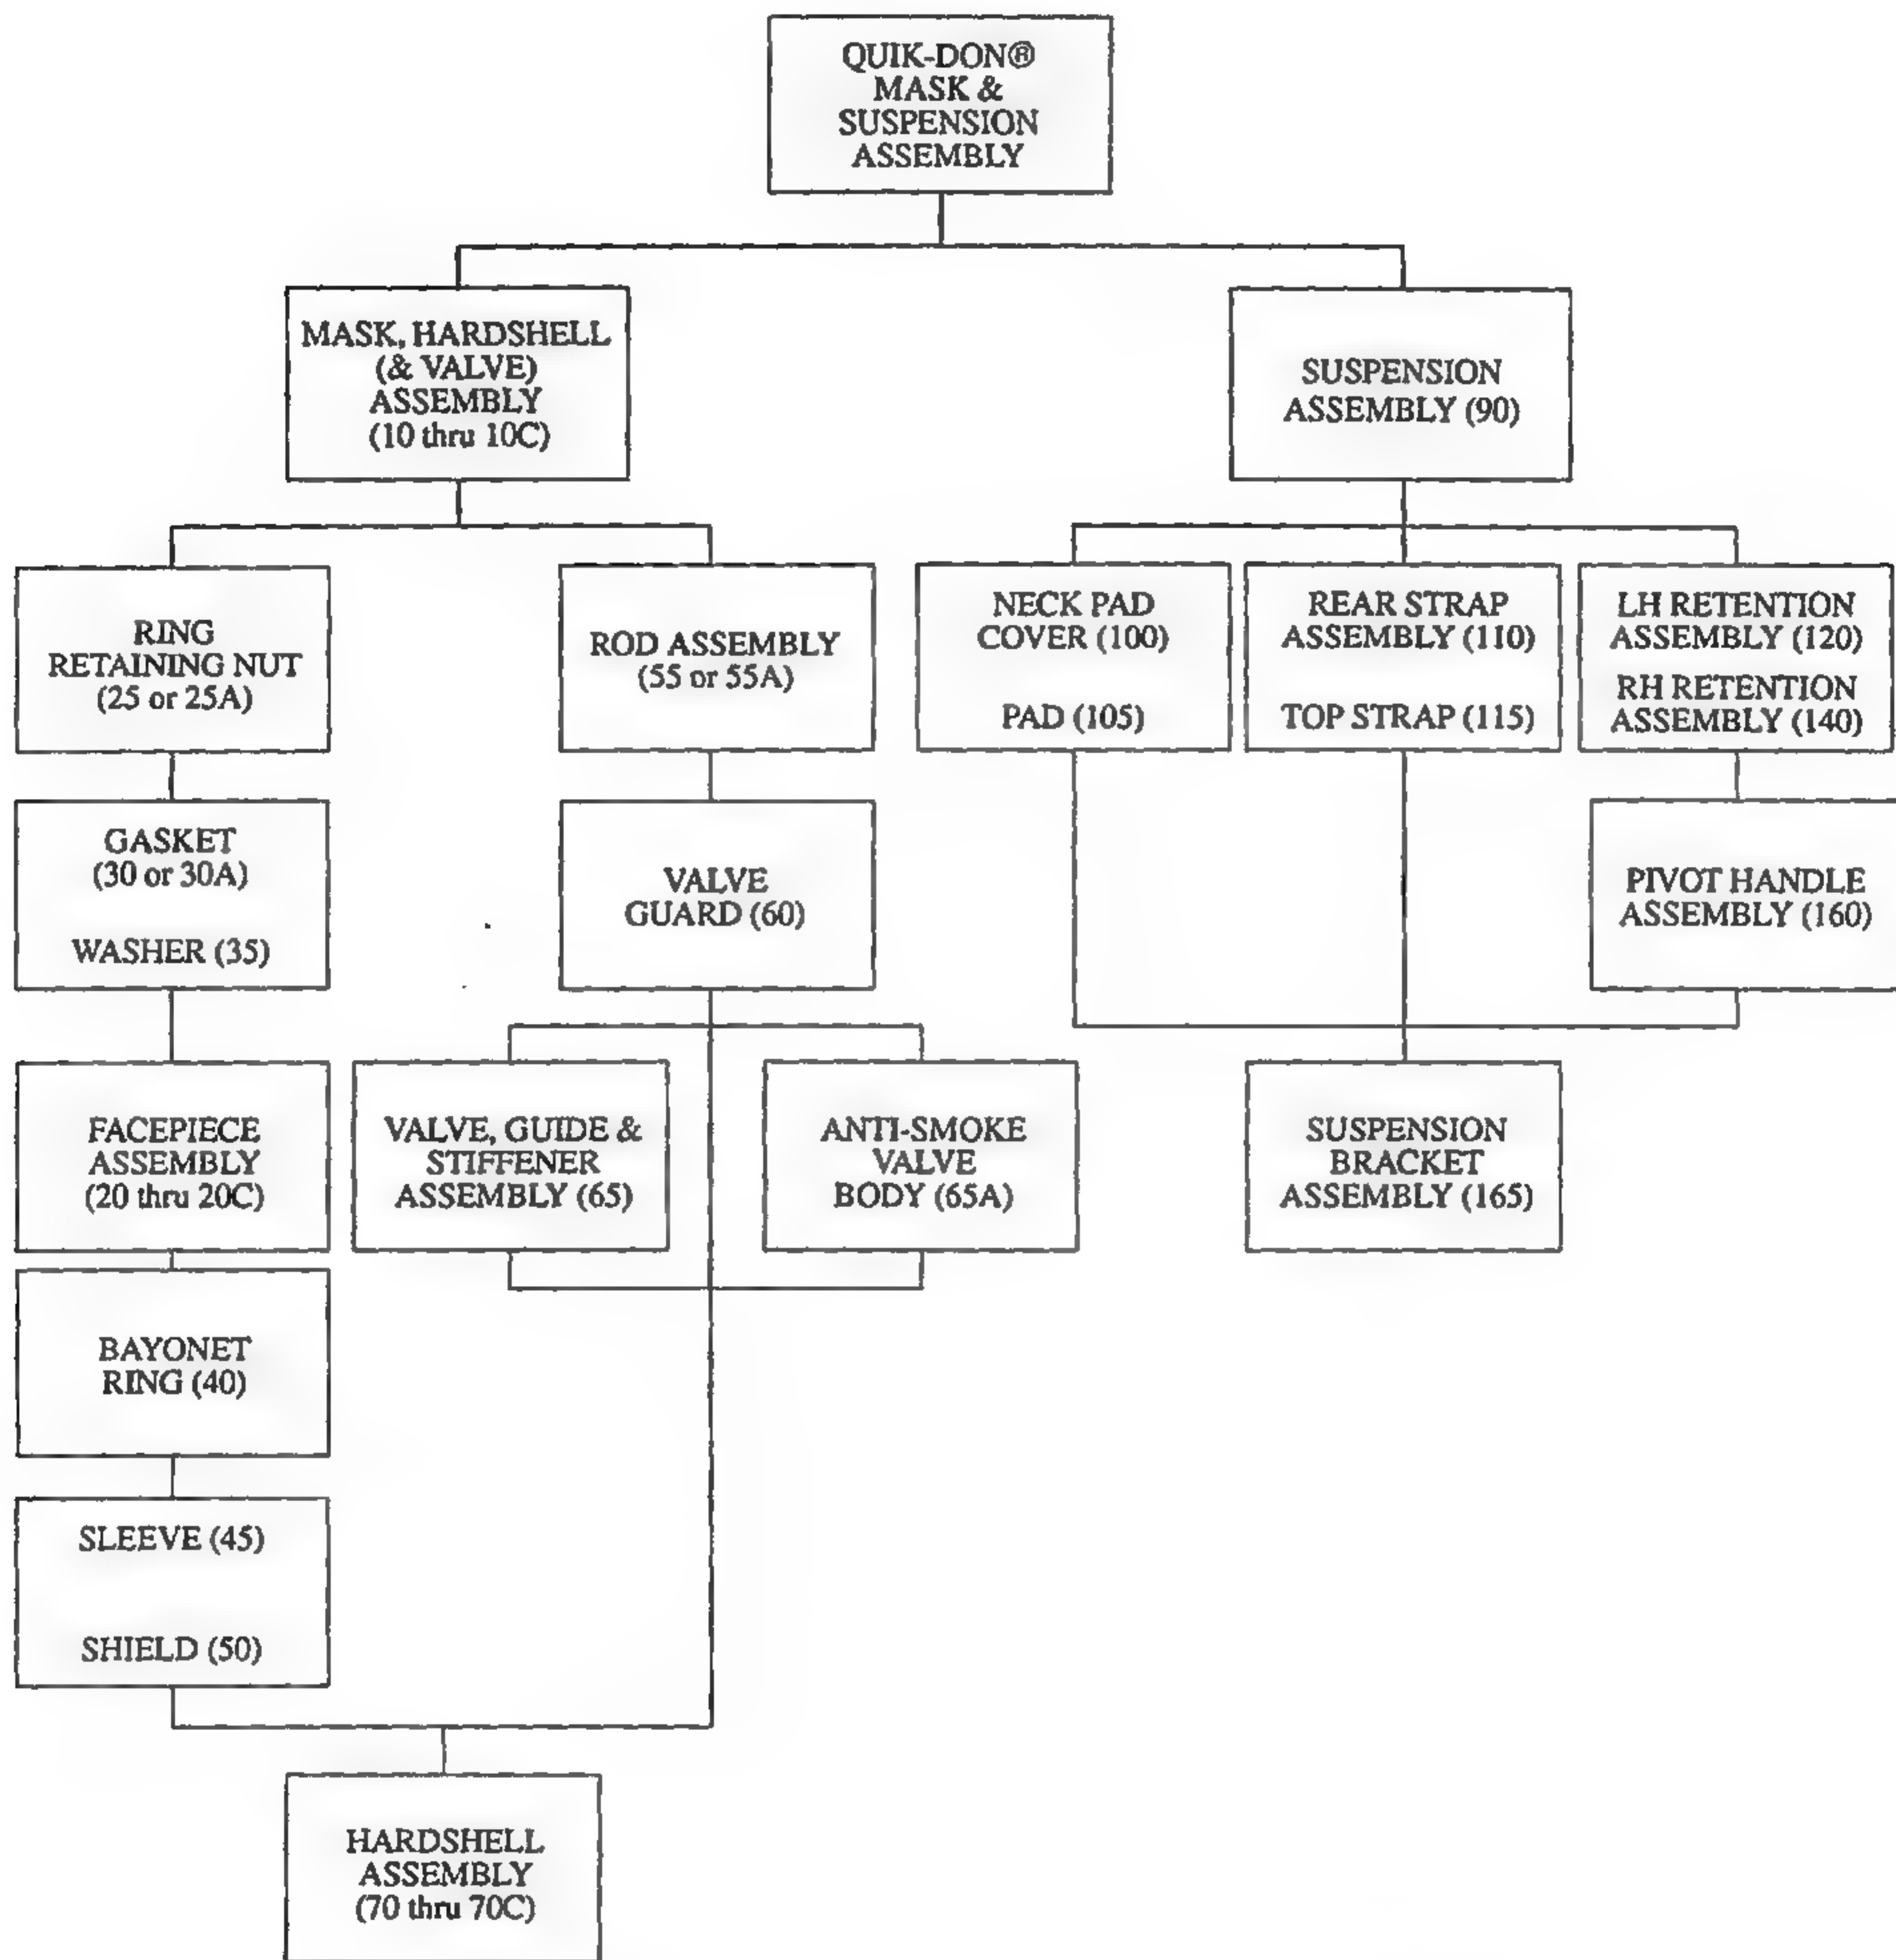 QUIK-DON®
MASK &
SUSPENSION
ASSEMBLY
MASK, HARDSHELL
(& VALVE)
ASSEMBLY
(10 thru 10C)
SUSPENSION
ASSEMBLY (90)
RING
RETAINING NUT
(25 or 25A)
ROD ASSEMBLY
(55 or 55A)
NECK PAD
COVER (100)
PAD (105)
REAR STRAP
ASSEMBLY (110)
TOP STRAP (115)
LH RETENTION
ASSEMBLY (120)
RH RETENTION
ASSEMBLY (140)
GASKET
(30 or 30A)
WASHER (35)
VALVE
GUARD (60)
PIVOT HANDLE
ASSEMBLY (160)
FACEPIECE
ASSEMBLY
(20 thru 20C)
VALVE, GUIDE &
STIFFENER
ASSEMBLY (65)
ANTI-SMOKE
VALVE
BODY (65A)
SUSPENSION
BRACKET
ASSEMBLY (165)
BAYONET
RING (40)
SLEEVE (45)
SHIELD (50)
HARDSHELL
ASSEMBLY
(70 thru 70C)